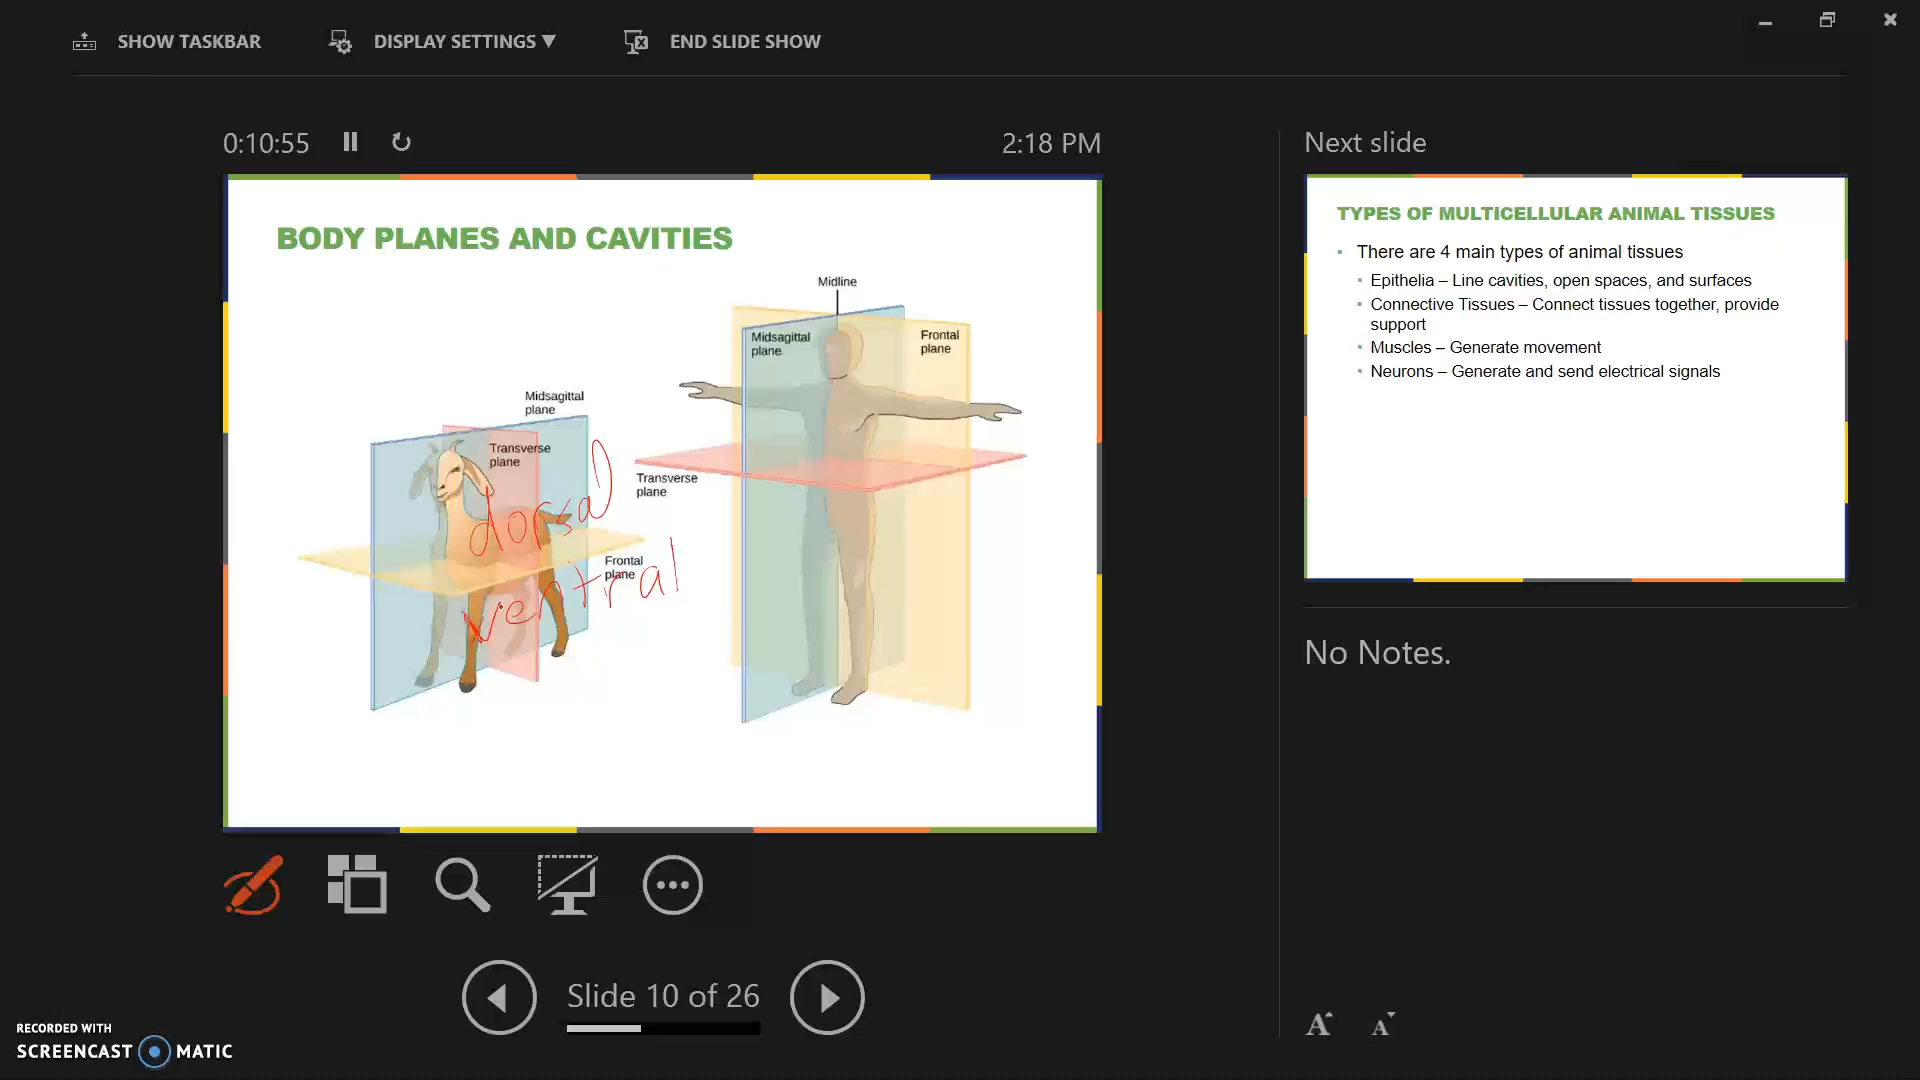 SHOW TASKBAR
DISPLAY SETTINGS ▼
END SLIDE SHOW
0:10:55
2:18 PM
BODY PLANES AND CAVITIES
Midline
Midsagittal
plane
Frontal
plane
Transverse
plane
Midsagittal
plane
Transverse
plane
Frontal
plane
dorsal
ventral
Next slide
TYPES OF MULTICELLULAR ANIMAL TISSUES
• There are 4 main types of animal tissues
• Epithelia – Line cavities, open spaces, and surfaces
• Connective Tissues – Connect tissues together, provide
support
• Muscles – Generate movement
• Neurons – Generate and send electrical signals
No Notes.
Slide 10 of 26
A A
RECORDED WITH
SCREENCAST MATIC